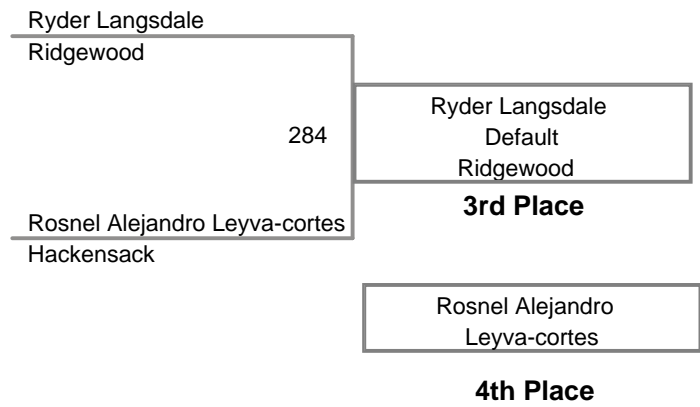 Ryder Langsdale
Ridgewood
284
Ryder Langsdale
Default
Ridgewood
3rd Place
Rosnel Alejandro Leyva-cortes
Hackensack
Rosnel Alejandro
Leyva-cortes
4th Place